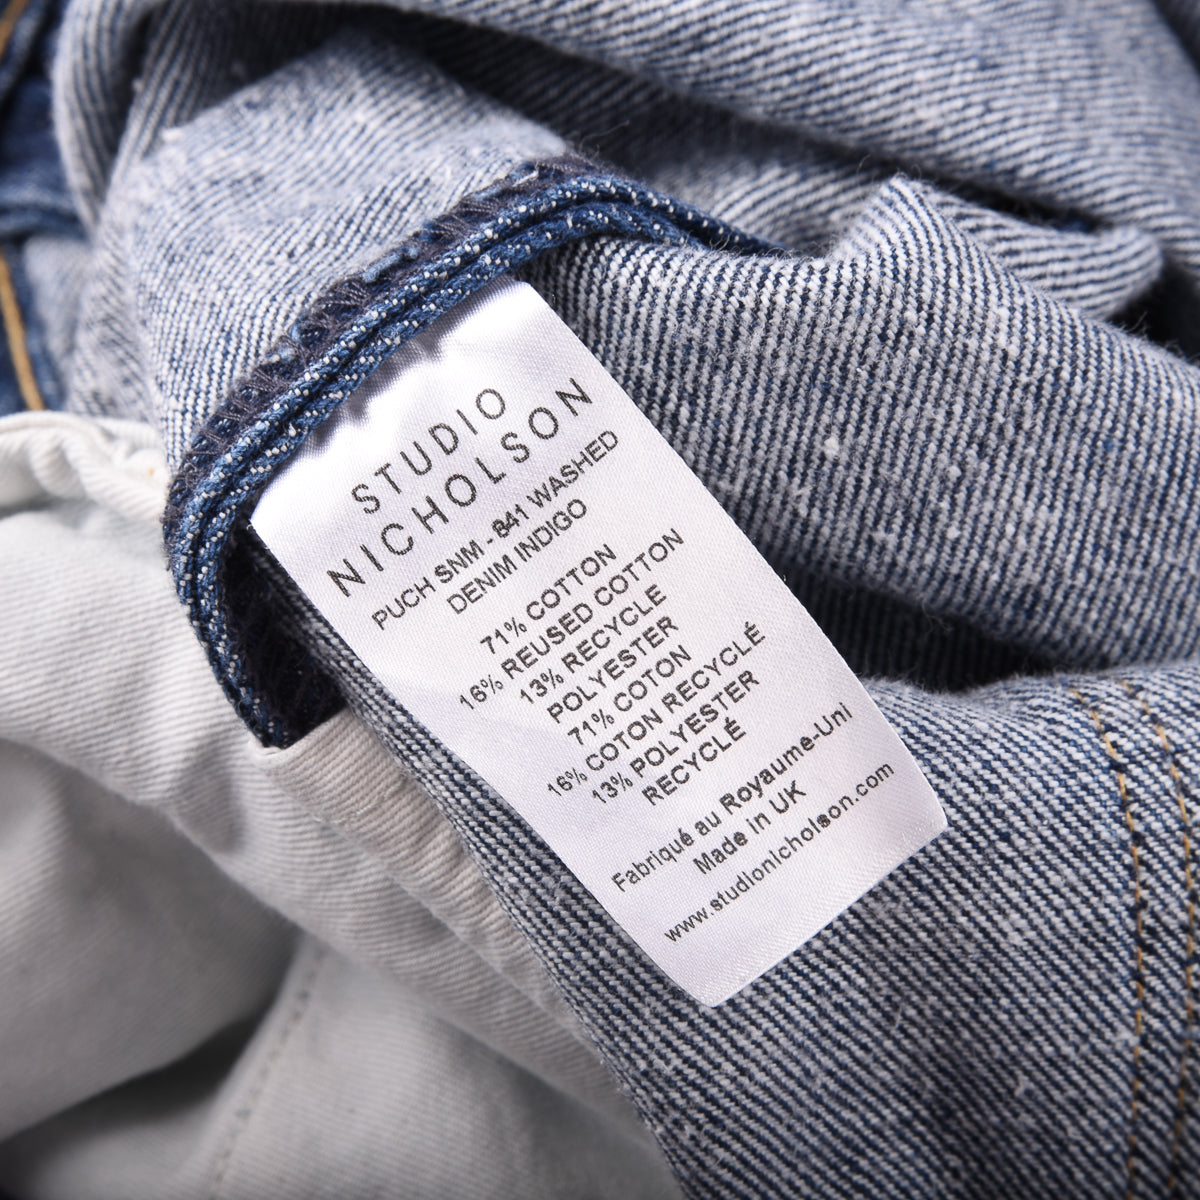 STUDIO
NICHOLSON
PUCH SNM - 841 WASHED
DENIM INDIGO
71% COTTON
16% REUSED COTTON
13% RECYCLE
POLYESTER
71% COTON
16% COTON RECYCLÉ
13% POLYESTER
RECYCLÉ
Fabriqué au Royaume-Uni
Made in UK
www.studionicholson.com